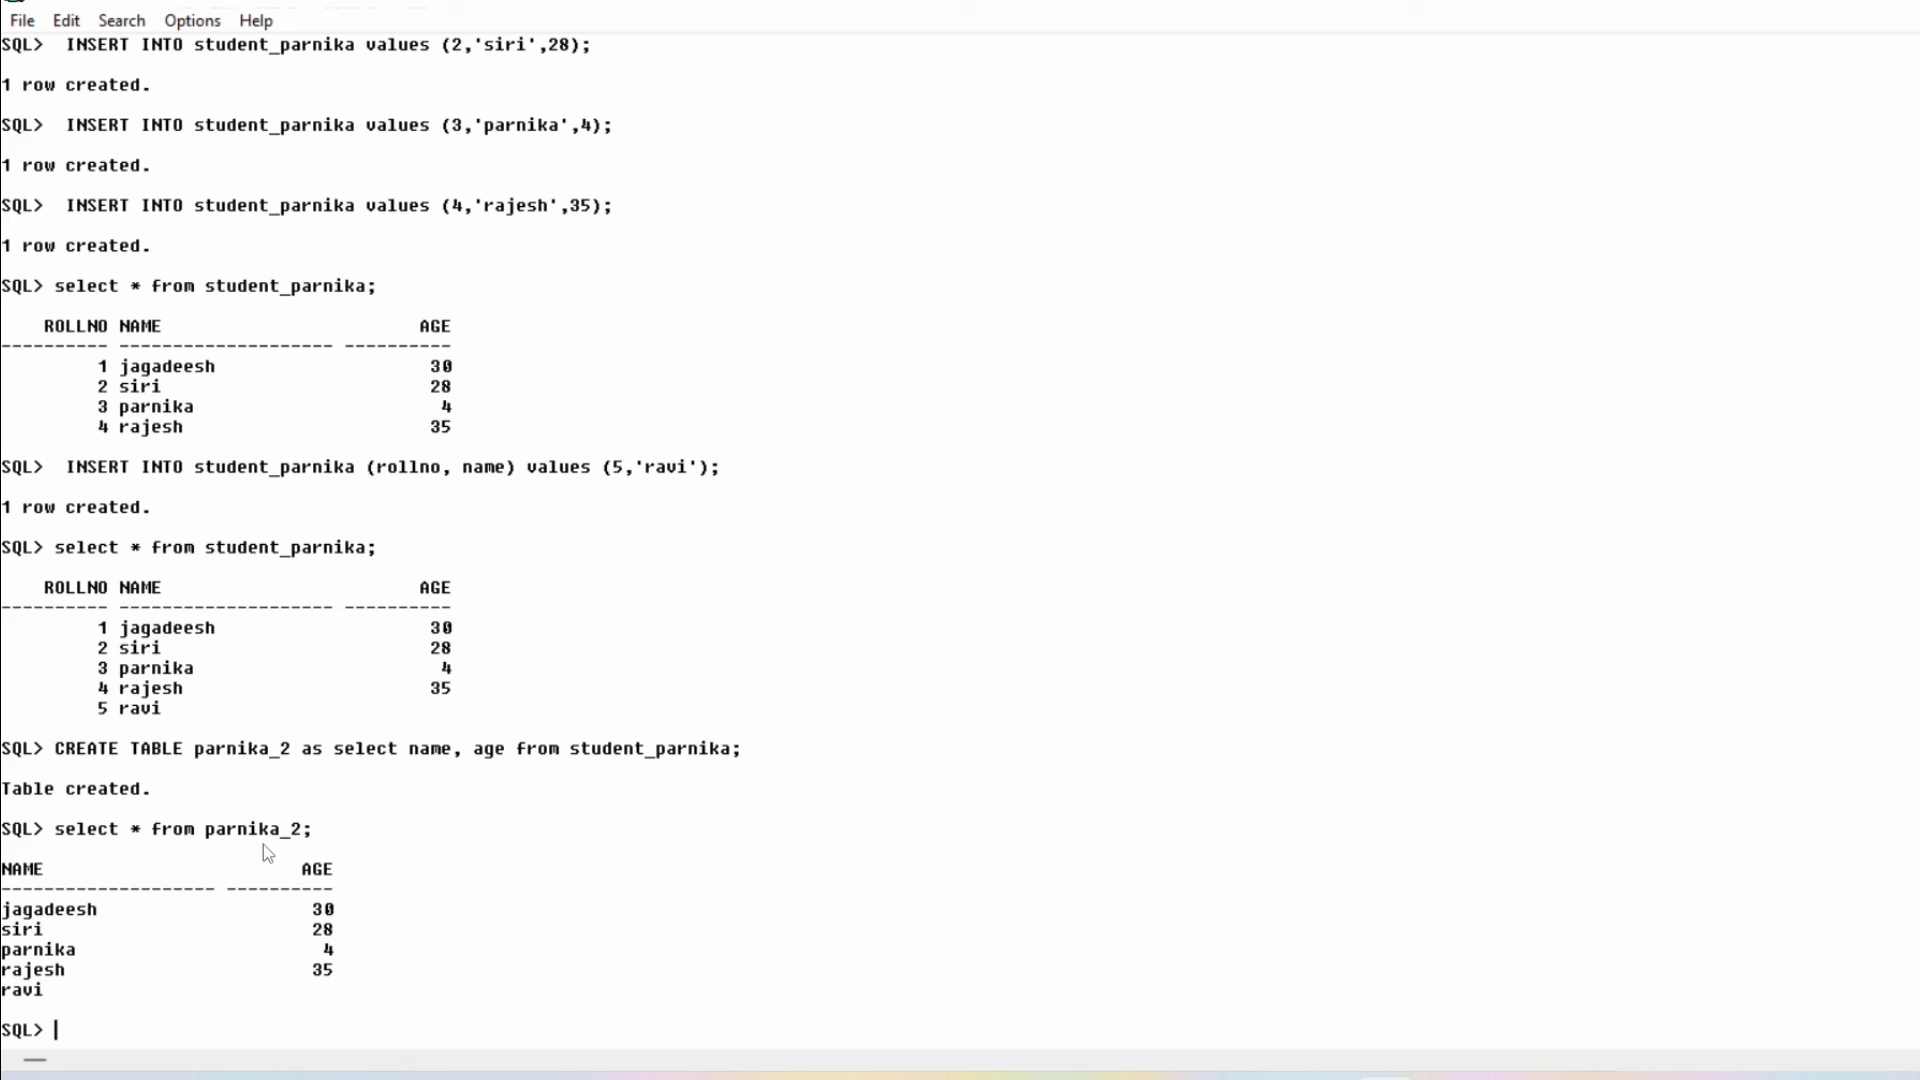 File Edit Search Options Help
SQL>  INSERT INTO student_parnika values (2,'siri',28);
1 row created.
SQL>  INSERT INTO student_parnika values (3,'parnika',4);
1 row created.
SQL>  INSERT INTO student_parnika values (4,'rajesh',35);
1 row created.
SQL> select * from student_parnika;
    ROLLNO NAME                        AGE
---------- -------------------- ----------
         1 jagadeesh                    30
         2 siri                         28
         3 parnika                       4
         4 rajesh                       35
SQL>  INSERT INTO student_parnika (rollno, name) values (5,'ravi');
1 row created.
SQL> select * from student_parnika;
    ROLLNO NAME                        AGE
---------- -------------------- ----------
         1 jagadeesh                    30
         2 siri                         28
         3 parnika                       4
         4 rajesh                       35
         5 ravi
SQL> CREATE TABLE parnika_2 as select name, age from student_parnika;
Table created.
SQL> select * from parnika_2;
NAME                        AGE
-------------------- ----------
jagadeesh                    30
siri                         28
parnika                       4
rajesh                       35
ravi
SQL>